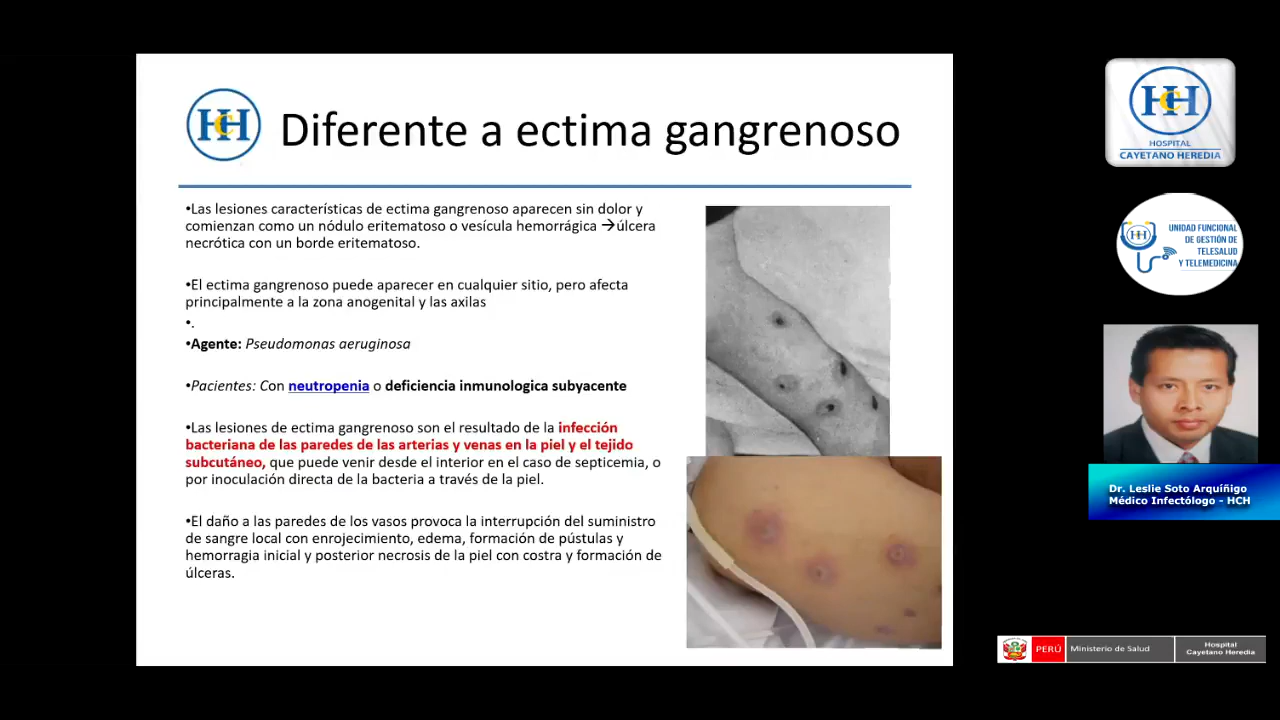 Diferente a ectima gangrenoso
•Las lesiones características de ectima gangrenoso aparecen sin dolor y
comienzan como un nódulo eritematoso o vesícula hemorrágica →úlcera
necrótica con un borde eritematoso.
•El ectima gangrenoso puede aparecer en cualquier sitio, pero afecta
principalmente a la zona anogenital y las axilas
•.
•Agente: Pseudomonas aeruginosa
•Pacientes: Con neutropenia o deficiencia inmunologica subyacente
•Las lesiones de ectima gangrenoso son el resultado de la infección
bacteriana de las paredes de las arterias y venas en la piel y el tejido
subcutáneo, que puede venir desde el interior en el caso de septicemia, o
por inoculación directa de la bacteria a través de la piel.
•El daño a las paredes de los vasos provoca la interrupción del suministro
de sangre local con enrojecimiento, edema, formación de pústulas y
hemorragia inicial y posterior necrosis de la piel con costra y formación de
úlceras.
HCH
HCH
HOSPITAL
CAYETANO HEREDIA
HCH
UNIDAD FUNCIONAL
DE GESTIÓN DE
TELESALUD
Y TELEMEDICINA
Dr. Leslie Soto Arquíñigo
Médico Infectólogo - HCH
PERÚ
Ministerio de Salud
Hospital
Cayetano Heredia